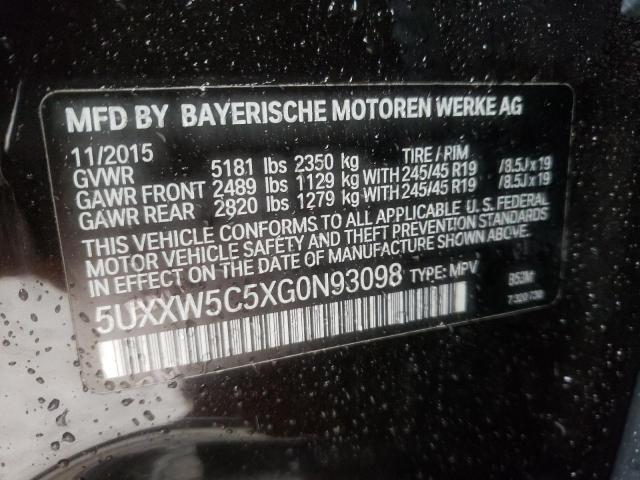 MFD BY BAYERISCHE MOTOREN WERKE AG
11/2015 TIRE / RIM
GVWR 5181 lbs 2350 kg
GAWR FRONT 2489 lbs 1129 kg WITH 245/45 R19 /8.5J x 19
GAWR REAR 2820 lbs 1279 kg WITH 245/45 R19 /8.5J x 19
THIS VEHICLE CONFORMS TO ALL APPLICABLE U.S. FEDERAL
MOTOR VEHICLE SAFETY AND THEFT PREVENTION STANDARDS
IN EFFECT ON THE DATE OF MANUFACTURE SHOWN ABOVE.
5UXXW5C5XG0N93098 TYPE: MPV